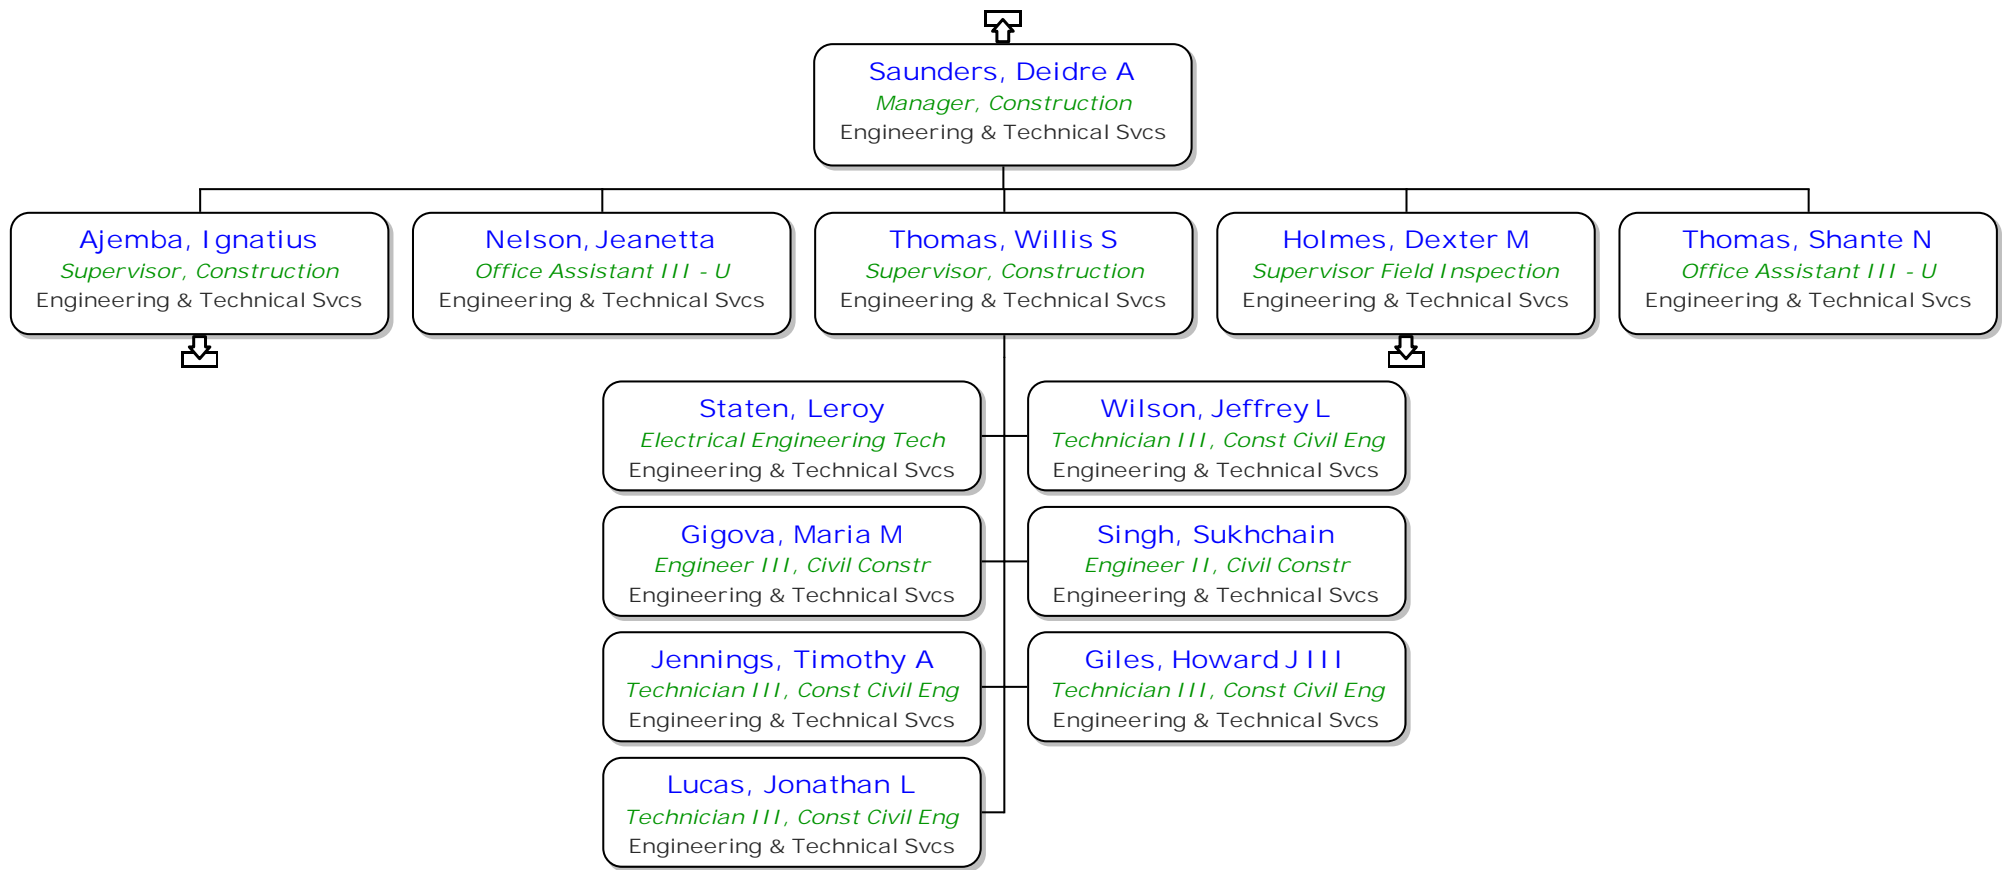 Saunders, Deidre A
Manager, Construction
Engineering & Technical Svcs
Ajemba, Ignatius
Supervisor, Construction
Engineering & Technical Svcs
Nelson, Jeanetta
Office Assistant III - U
Engineering & Technical Svcs
Thomas, Willis S
Supervisor, Construction
Engineering & Technical Svcs
Holmes, Dexter M
Supervisor Field Inspection
Engineering & Technical Svcs
Thomas, Shante N
Office Assistant III - U
Engineering & Technical Svcs
Staten, Leroy
Electrical Engineering Tech
Engineering & Technical Svcs
Wilson, Jeffrey L
Technician III, Const Civil Eng
Engineering & Technical Svcs
Gigova, Maria M
Engineer III, Civil Constr
Engineering & Technical Svcs
Singh, Sukhchain
Engineer II, Civil Constr
Engineering & Technical Svcs
Jennings, Timothy A
Technician III, Const Civil Eng
Engineering & Technical Svcs
Giles, Howard J III
Technician III, Const Civil Eng
Engineering & Technical Svcs
Lucas, Jonathan L
Technician III, Const Civil Eng
Engineering & Technical Svcs